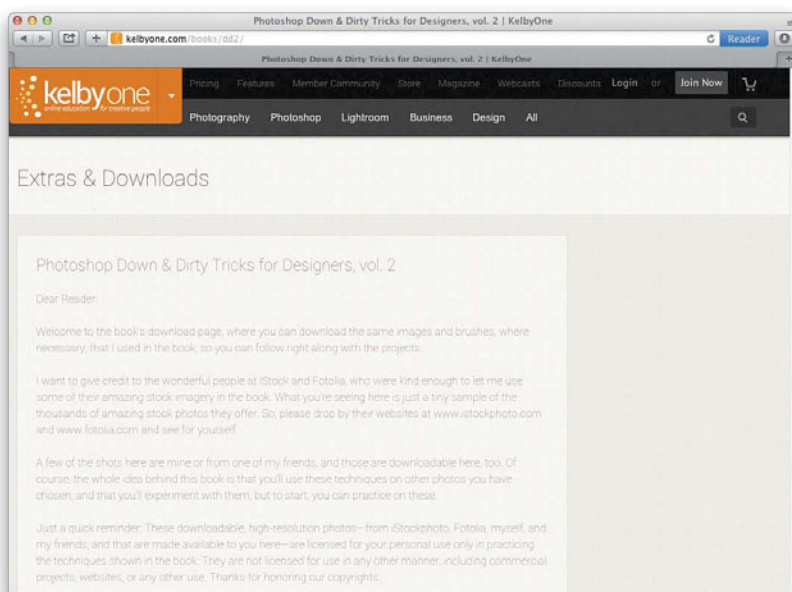 Photoshop Down & Dirty Tricks for Designers, vol. 2 | KelbyOne
kelbyone.com/books/dd2/
Reader
Photoshop Down & Dirty Tricks for Designers, vol. 2 | KelbyOne
kelbyone
online education for creative people
Pricing Features Member Community Store Magazine Webcasts Discounts Login or Join Now
Photography Photoshop Lightroom Business Design All
Extras & Downloads
Photoshop Down & Dirty Tricks for Designers, vol. 2
Dear Reader:
Welcome to the book's download page, where you can download the same images and brushes, where
necessary, that I used in the book, so you can follow right along with the projects.
I want to give credit to the wonderful people at iStock and Fotolia, who were kind enough to let me use
some of their amazing stock imagery in the book. What you're seeing here is just a tiny sample of the
thousands of amazing stock photos they offer. So, please drop by their websites at www.istockphoto.com
and www.fotolia.com and see for yourself.
A few of the shots here are mine or from one of my friends, and those are downloadable here, too. Of
course, the whole idea behind this book is that you'll use these techniques on other photos you have
chosen, and that you'll experiment with them, but to start, you can practice on these.
Just a quick reminder: These downloadable, high-resolution photos—from iStockphoto, Fotolia, myself, and
my friends, and that are made available to you here—are licensed for your personal use only in practicing
the techniques shown in the book. They are not licensed for use in any other manner, including commercial
projects, websites, or any other use. Thanks for honoring our copyrights.